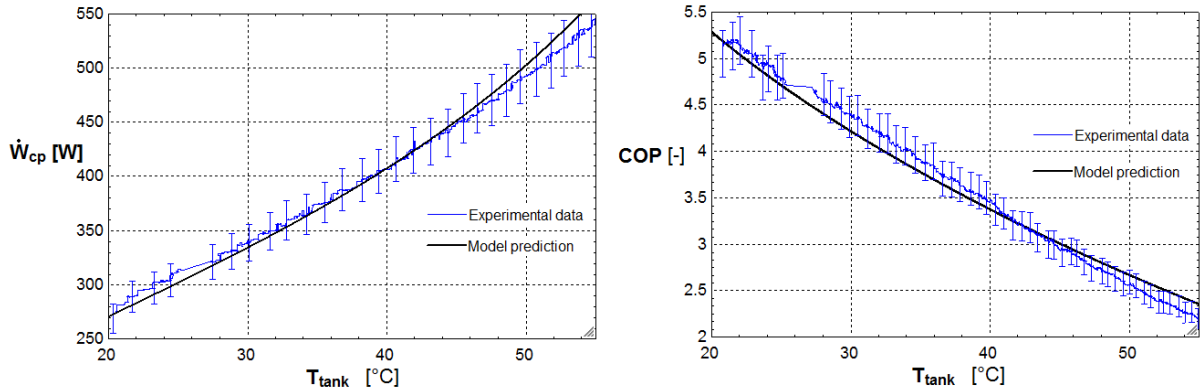 550
500
450
400
350
300
250
Ẇcp [W]
Experimental data
Model prediction
20 30 40 50
Ttank [°C]
5.5
5
4.5
4
3.5
3
2.5
2
COP [-]
Experimental data
Model prediction
20 30 40 50
Ttank [°C]